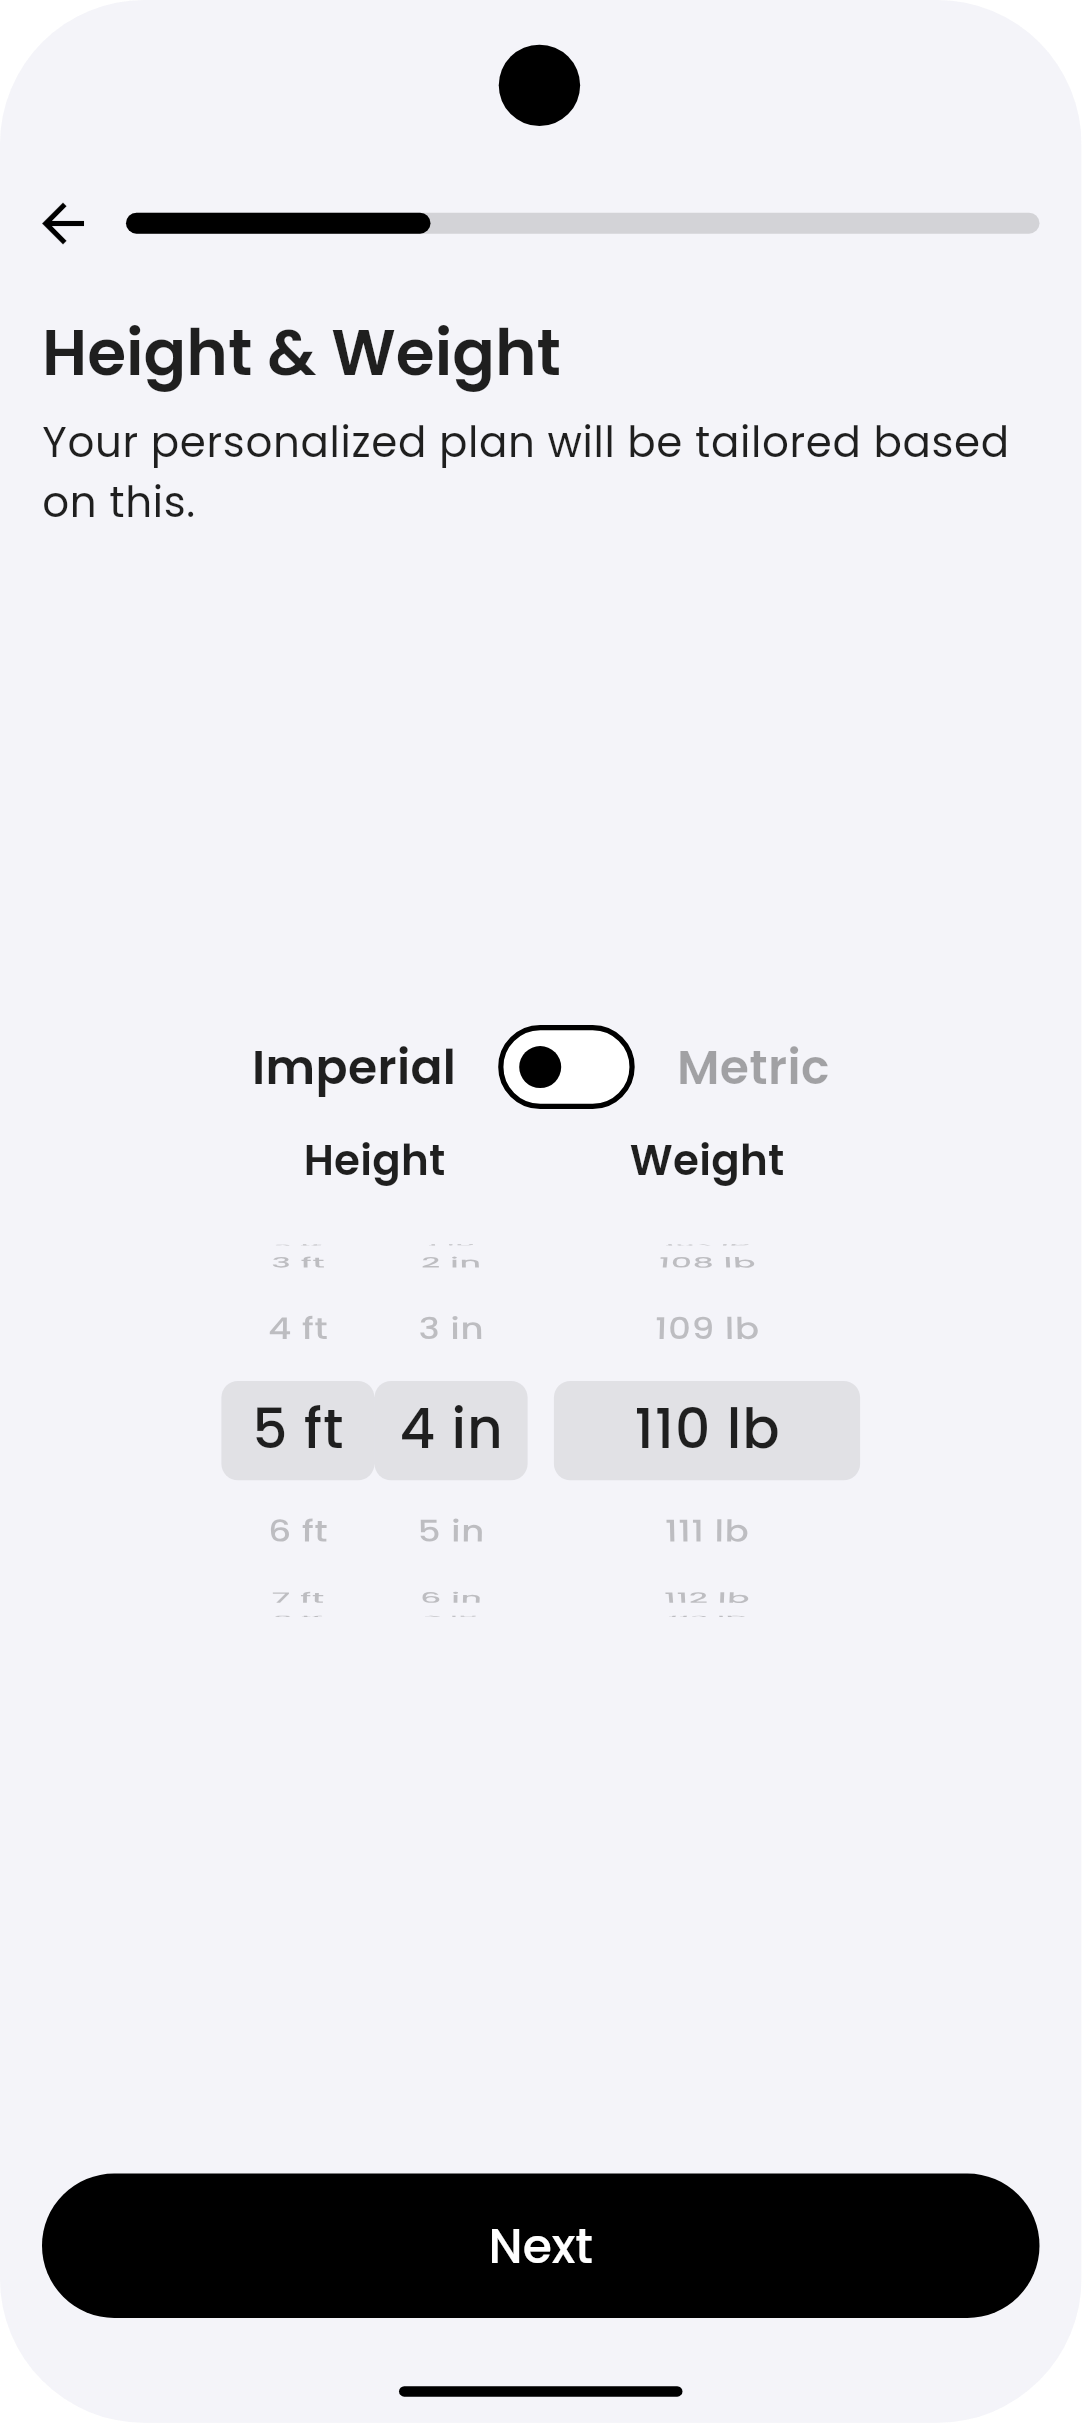 Height & Weight
Your personalized plan will be tailored based
on this.
Imperial Metric
Height Weight
3 ft 2 in 108 lb
4 ft 3 in 109 lb
5 ft 4 in 110 lb
6 ft 5 in 111 lb
7 ft 6 in 112 lb
Next